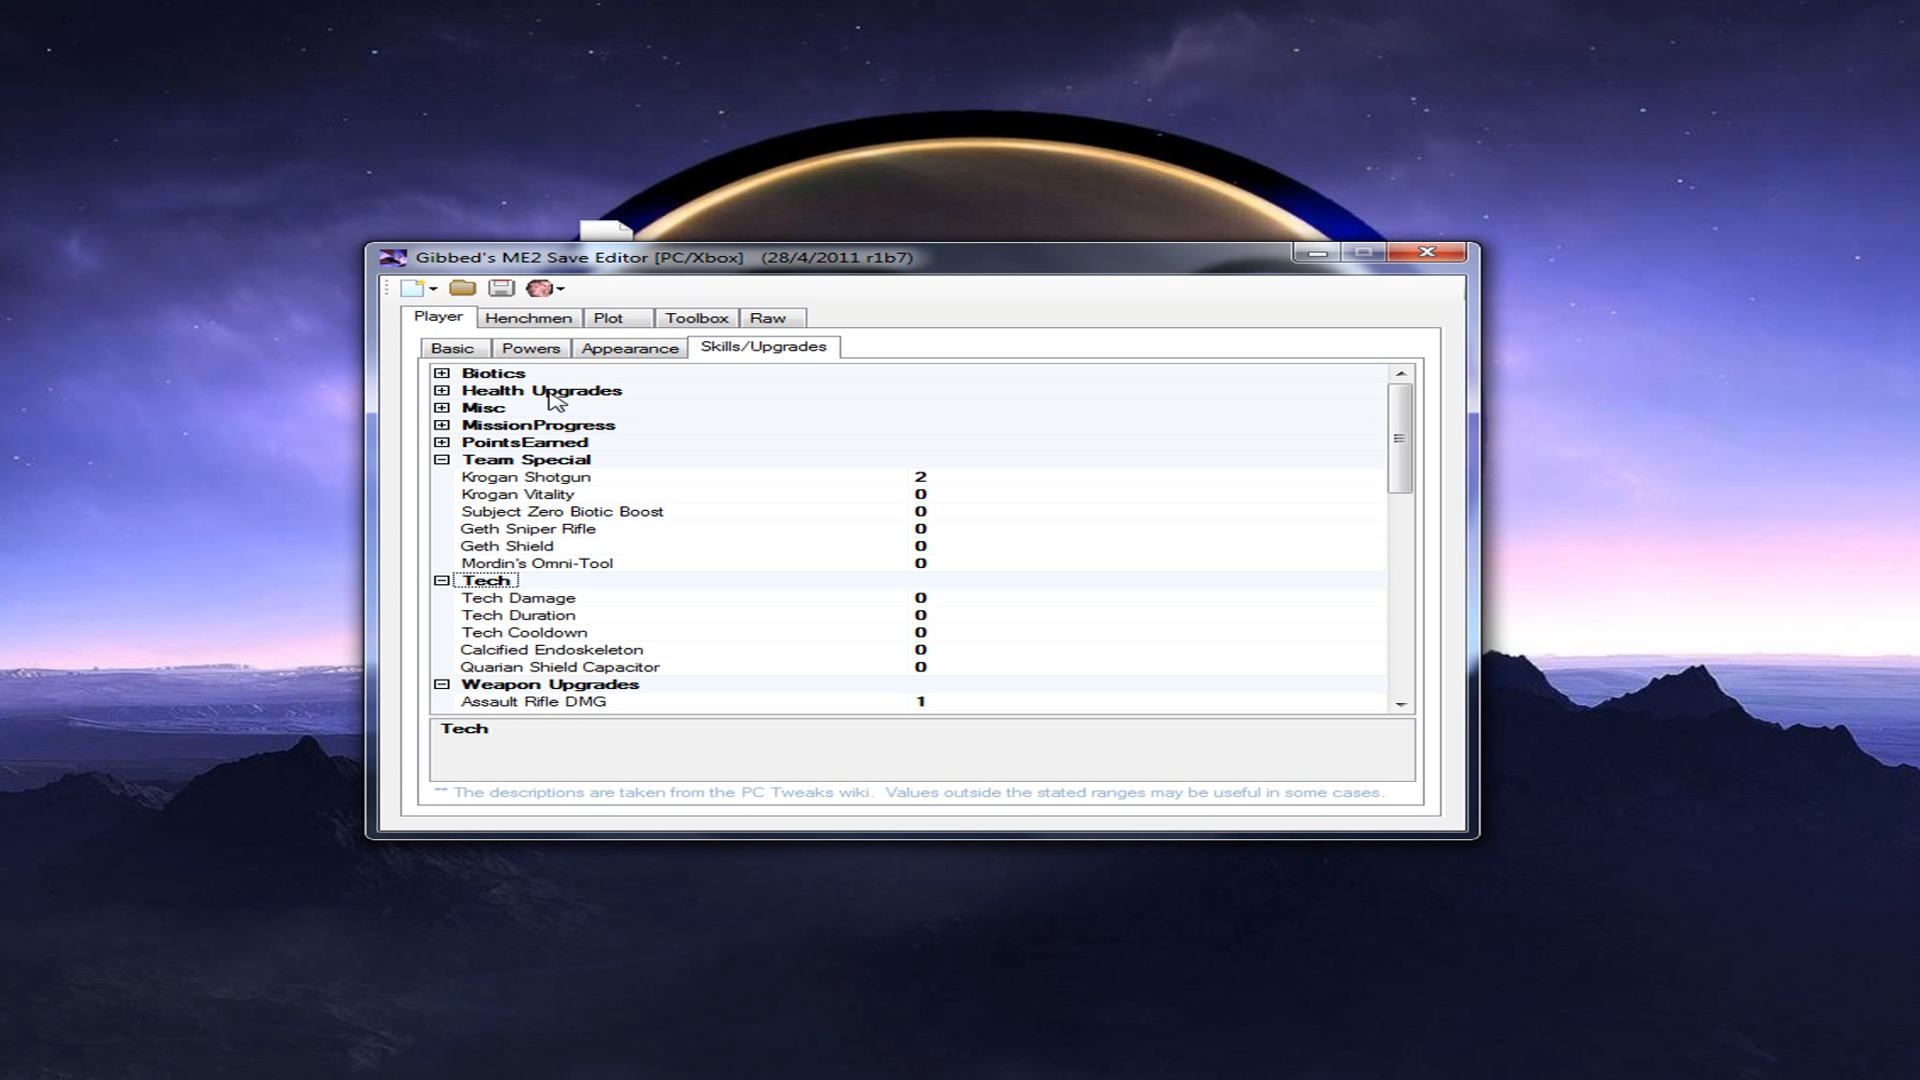 Gibbed's ME2 Save Editor [PC/Xbox] (28/4/2011 r1b7)
Player Henchmen Plot Toolbox Raw
Basic Powers Appearance Skills/Upgrades
Biotics
Health Upgrades
Misc
MissionProgress
PointsEarned
Team Special
Krogan Shotgun 2
Krogan Vitality 0
Subject Zero Biotic Boost 0
Geth Sniper Rifle 0
Geth Shield 0
Mordin's Omni-Tool 0
Tech
Tech Damage 0
Tech Duration 0
Tech Cooldown 0
Calcified Endoskeleton 0
Quarian Shield Capacitor 0
Weapon Upgrades
Assault Rifle DMG 1
Tech
** The descriptions are taken from the PC Tweaks wiki. Values outside the stated ranges may be useful in some cases.